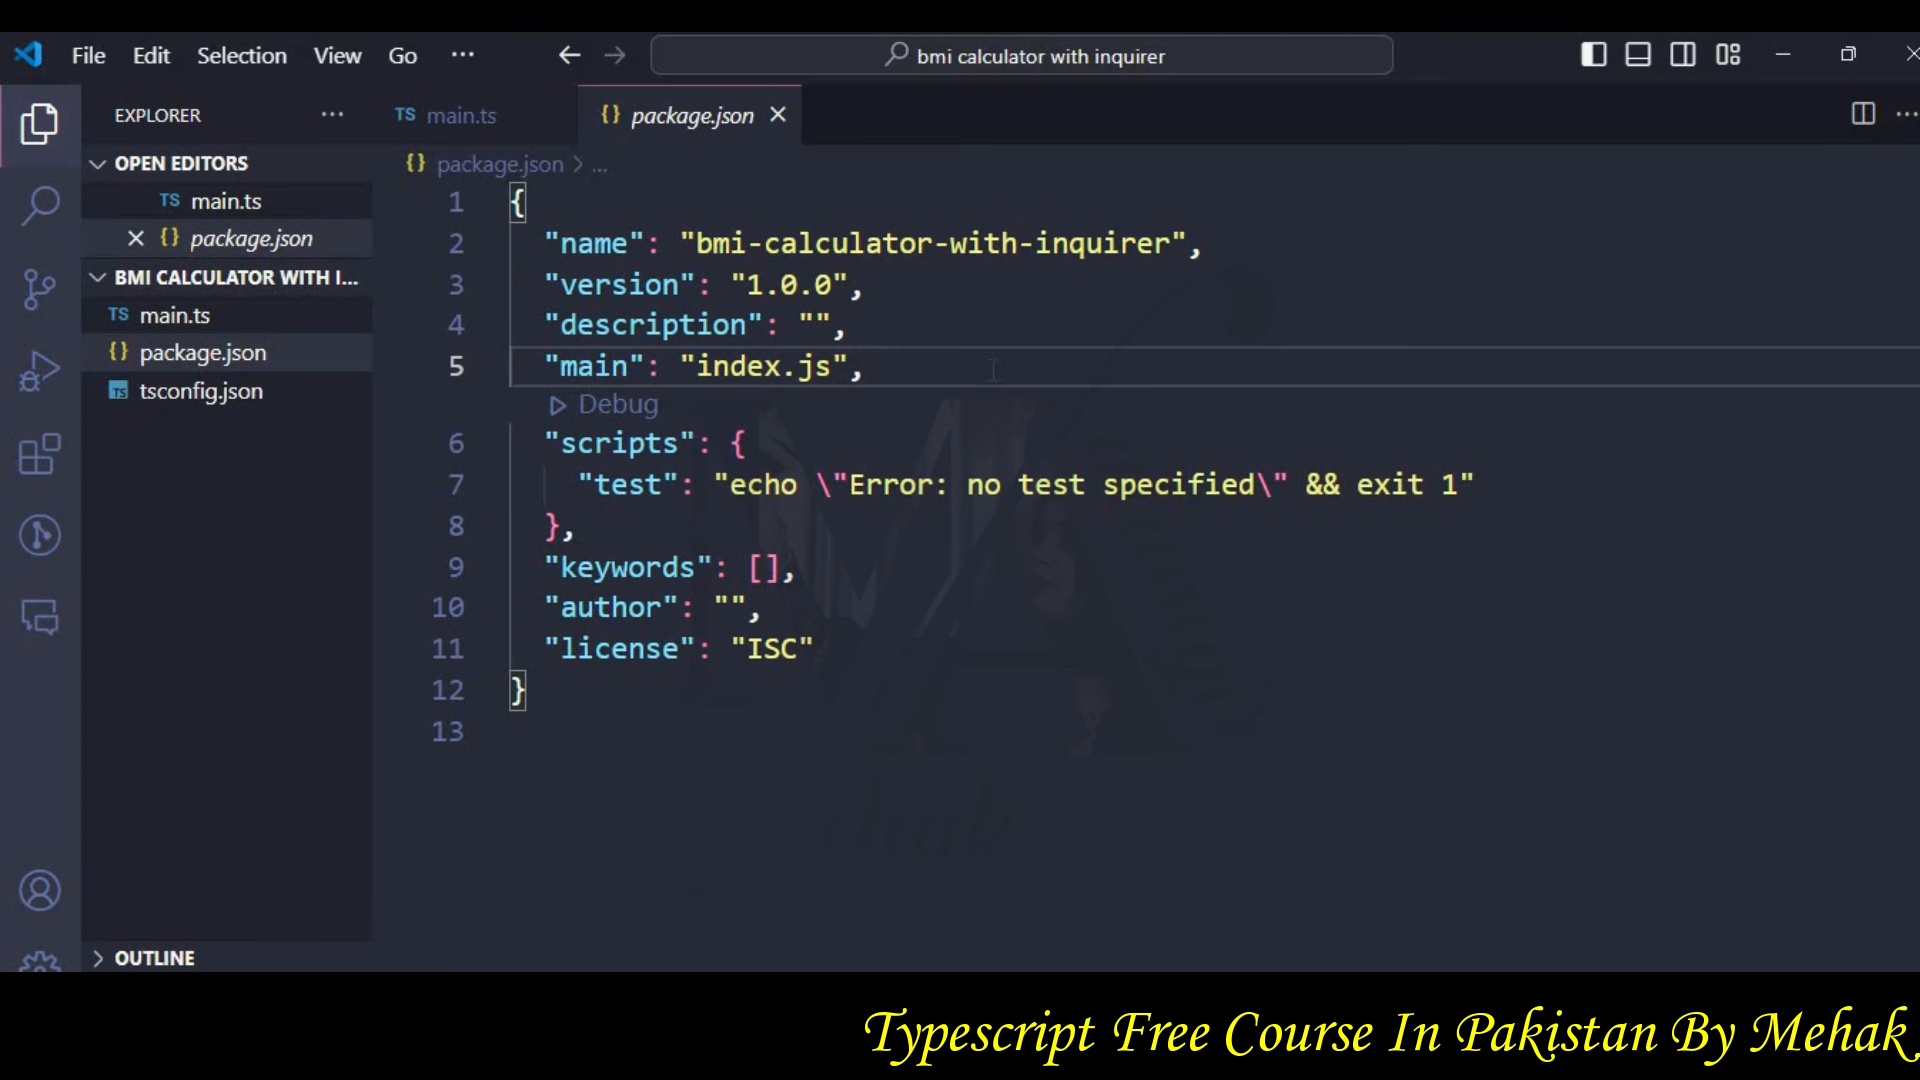 File Edit Selection View Go ··· bmi calculator with inquirer
EXPLORER ···
TS main.ts
{} package.json
OPEN EDITORS
TS main.ts
{} package.json
BMI CALCULATOR WITH I...
TS main.ts
{} package.json
TS tsconfig.json
OUTLINE
{} package.json > ...
1 {
2 "name": "bmi-calculator-with-inquirer",
3 "version": "1.0.0",
4 "description": "",
5 "main": "index.js",
Debug
6 "scripts": {
7 "test": "echo \"Error: no test specified\" && exit 1"
8 },
9 "keywords": [],
10 "author": "",
11 "license": "ISC"
12 }
13
ehak
Typescript Free Course In Pakistan By Mehak